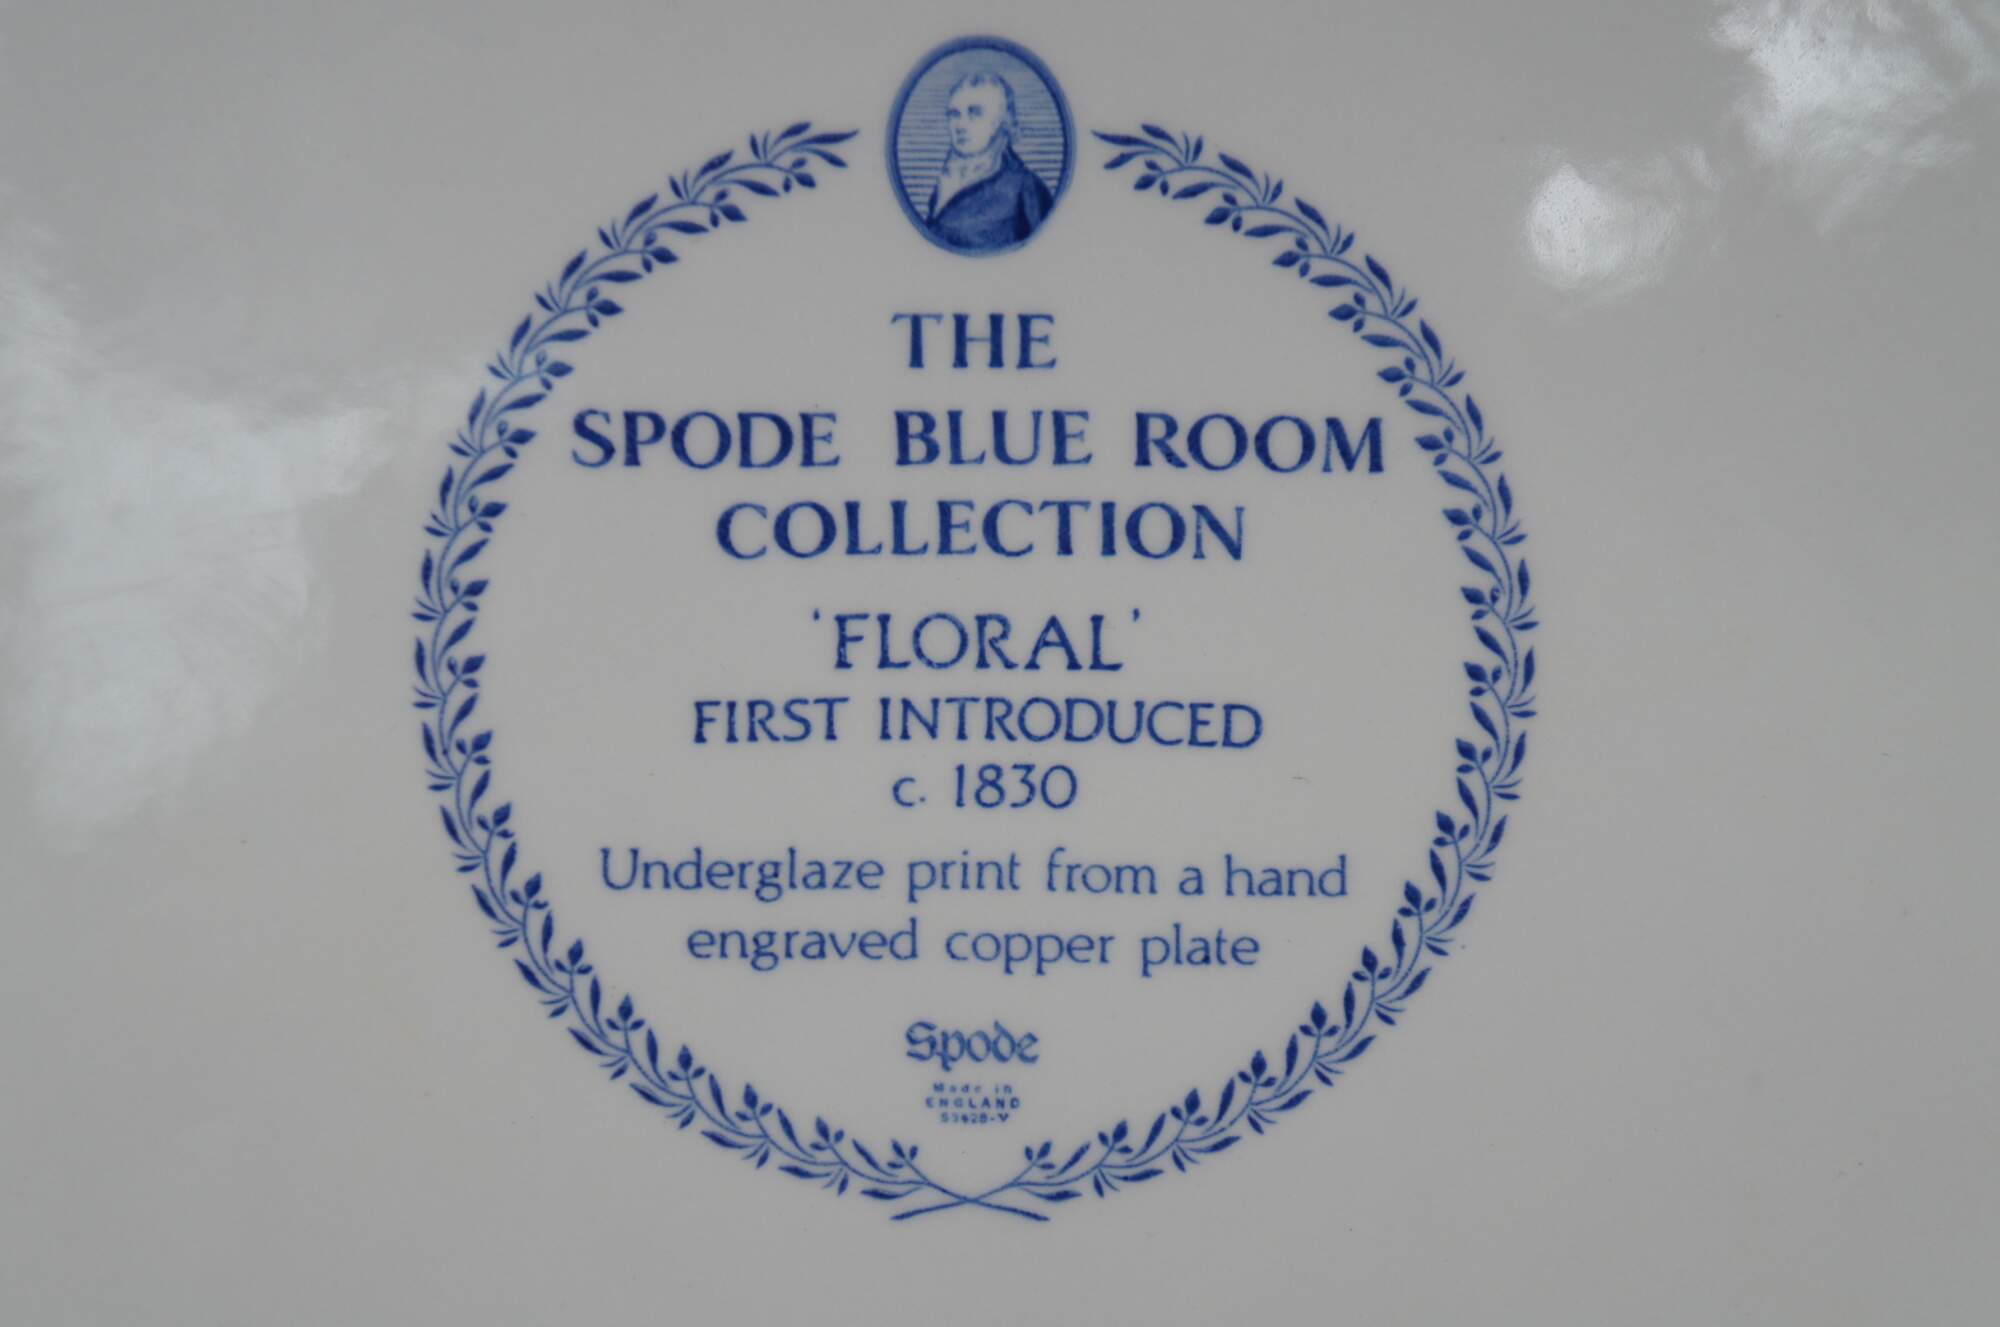 THE
SPODE BLUE ROOM
COLLECTION
'FLORAL'
FIRST INTRODUCED
c. 1830
Underglaze print from a hand
engraved copper plate
Spode
Made in
ENGLAND